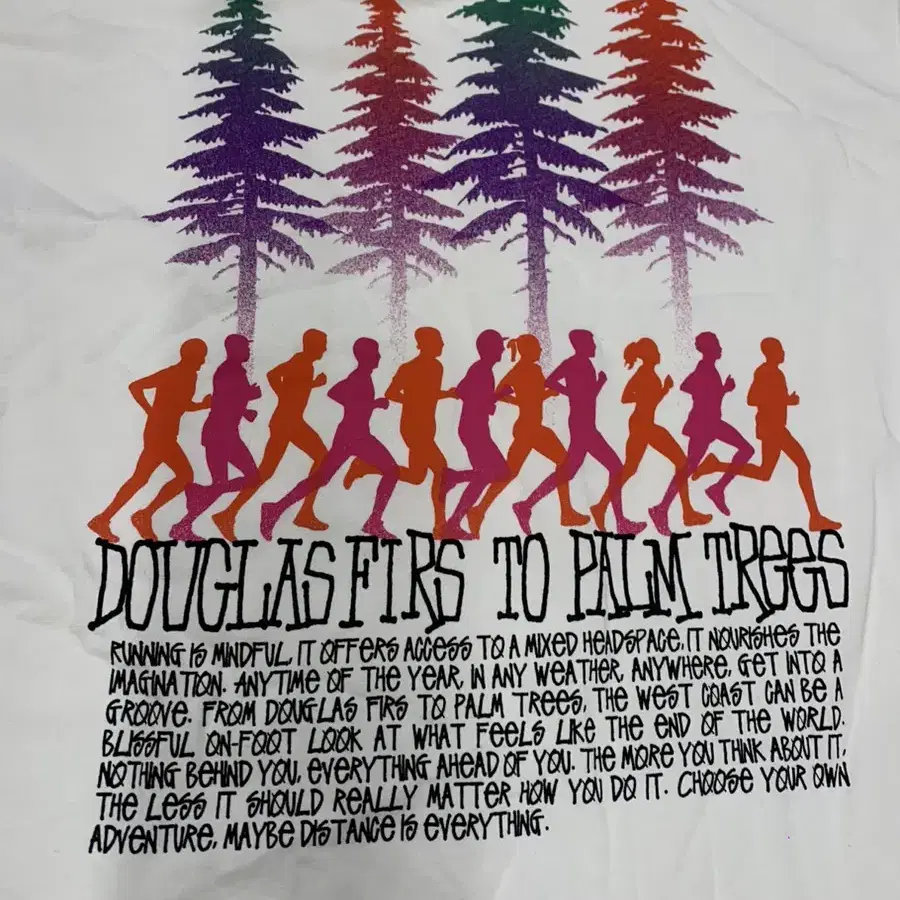 DOUGLAS FIRS TO PALM TREES
RUNNING IS MINDFUL, IT OFFERS ACCESS TO A MIXED HEADSPACE, IT NOURISHES THE
IMAGINATION. ANYTIME OF THE YEAR, IN ANY WEATHER, ANYWHERE, GET INTO A
GROOVE. FROM DOUGLAS FIRS TO PALM TREES, THE WEST COAST CAN BE A
BLISSFUL ON-FOOT LOOK AT WHAT FEELS LIKE THE END OF THE WORLD.
NOTHING BEHIND YOU, EVERYTHING AHEAD OF YOU. THE MORE YOU THINK ABOUT IT,
THE LESS IT SHOULD REALLY MATTER HOW YOU DO IT. CHOOSE YOUR OWN
ADVENTURE, MAYBE DISTANCE IS EVERYTHING.